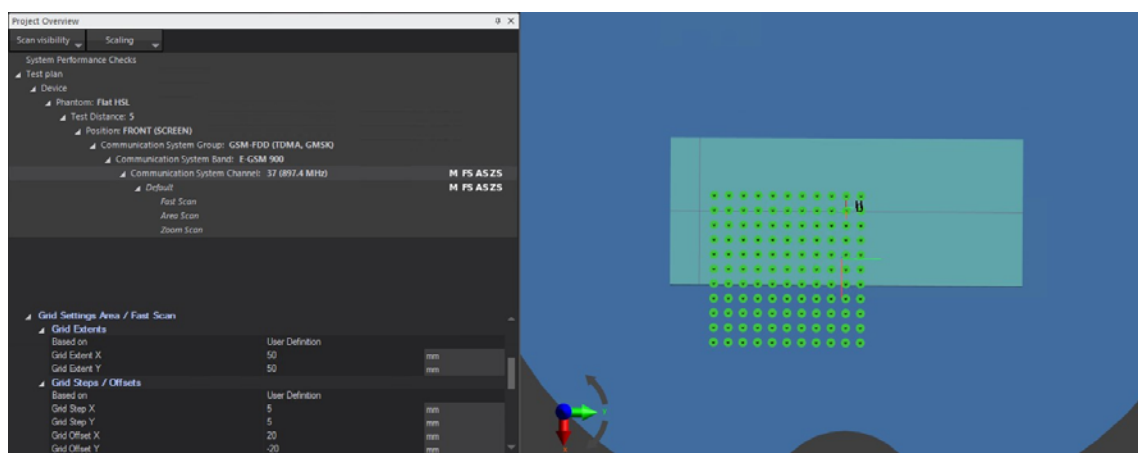 Project Overview
Scan visibility Scaling
System Performance Checks
Test plan
Device
Phantom: Flat HSL
Test Distance: 5
Position: FRONT (SCREEN)
Communication System Group: GSM-FDD (TDMA, GMSK)
Communication System Band: E-GSM 900
Communication System Channel: 37 (897.4 MHz) M FS AS ZS
Default M FS AS ZS
Fast Scan
Area Scan
Zoom Scan
Grid Settings Area / Fast Scan
Grid Extents
Based on User Definition
Grid Extent X 50 mm
Grid Extent Y 50 mm
Grid Steps / Offsets
Based on User Definition
Grid Step X 5 mm
Grid Step Y 5 mm
Grid Offset X 20 mm
Grid Offset Y -20 mm